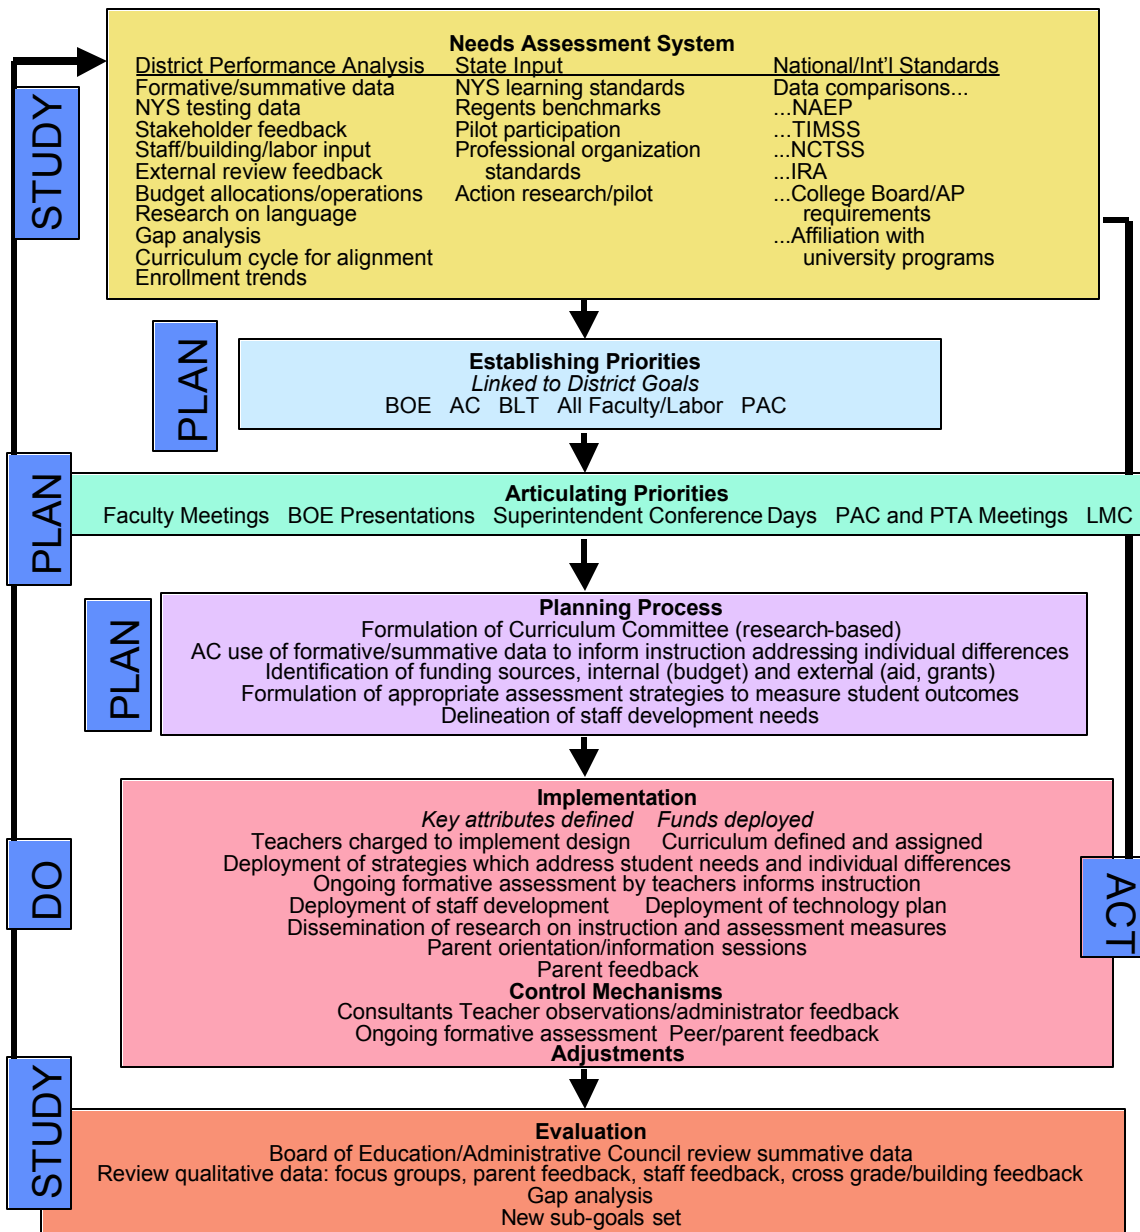 STUDY
Needs Assessment System
District Performance Analysis
Formative/summative data
NYS testing data
Stakeholder feedback
Staff/building/labor input
External review feedback
Budget allocations/operations
Research on language
Gap analysis
Curriculum cycle for alignment
Enrollment trends
State Input
NYS learning standards
Regents benchmarks
Pilot participation
Professional organization
standards
Action research/pilot
National/Int'l Standards
Data comparisons...
...NAEP
...TIMSS
...NCTSS
...IRA
...College Board/AP
requirements
...Affiliation with
university programs
PLAN
Establishing Priorities
Linked to District Goals
BOE AC BLT All Faculty/Labor PAC
PLAN
Articulating Priorities
Faculty Meetings BOE Presentations Superintendent Conference Days PAC and PTA Meetings LMC
PLAN
Planning Process
Formulation of Curriculum Committee (research-based)
AC use of formative/summative data to inform instruction addressing individual differences
Identification of funding sources, internal (budget) and external (aid, grants)
Formulation of appropriate assessment strategies to measure student outcomes
Delineation of staff development needs
DO
Implementation
Key attributes defined Funds deployed
Teachers charged to implement design Curriculum defined and assigned
Deployment of strategies which address student needs and individual differences
Ongoing formative assessment by teachers informs instruction
Deployment of staff development Deployment of technology plan
Dissemination of research on instruction and assessment measures
Parent orientation/information sessions
Parent feedback
Control Mechanisms
Consultants Teacher observations/administrator feedback
Ongoing formative assessment Peer/parent feedback
Adjustments
ACT
STUDY
Evaluation
Board of Education/Administrative Council review summative data
Review qualitative data: focus groups, parent feedback, staff feedback, cross grade/building feedback
Gap analysis
New sub-goals set